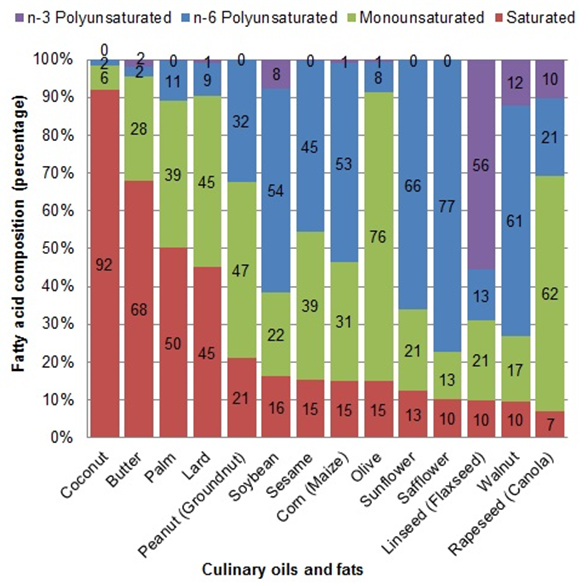 n-3 Polyunsaturated n-6 Polyunsaturated Monounsaturated Saturated
Fatty acid composition (percentage)
100%
90%
80%
70%
60%
50%
40%
30%
20%
10%
0%
0 2 0 1 0 8 0 1 1 0 0 56 12 10
2 2 11 9 32 54 45 53 8 66 77 13 61 21
6 28 39 45 47 22 39 31 76 21 13 21 17 62
92 68 50 45 21 16 15 15 15 13 10 10 10 7
Coconut
Butter
Palm
Lard
Peanut (Groundnut)
Soybean
Sesame
Corn (Maize)
Olive
Sunflower
Safflower
Linseed (Flaxseed)
Walnut
Rapeseed (Canola)
Culinary oils and fats